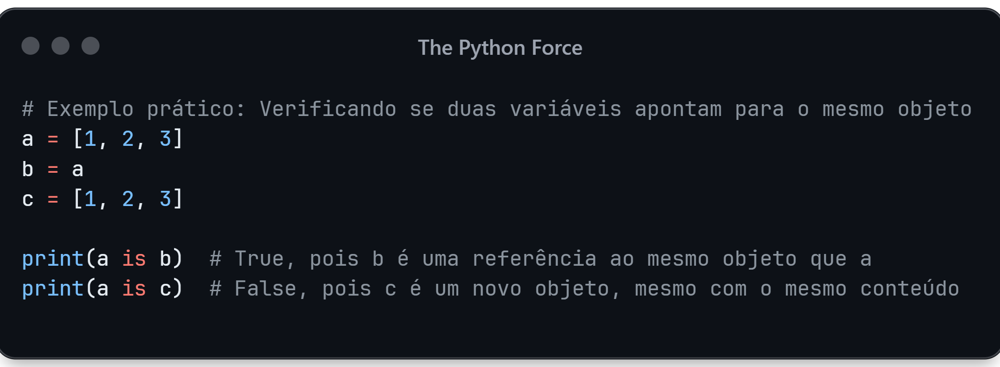 The Python Force
# Exemplo prático: Verificando se duas variáveis apontam para o mesmo objeto
a = [1, 2, 3]
b = a
c = [1, 2, 3]
print(a is b)  # True, pois b é uma referência ao mesmo objeto que a
print(a is c)  # False, pois c é um novo objeto, mesmo com o mesmo conteúdo